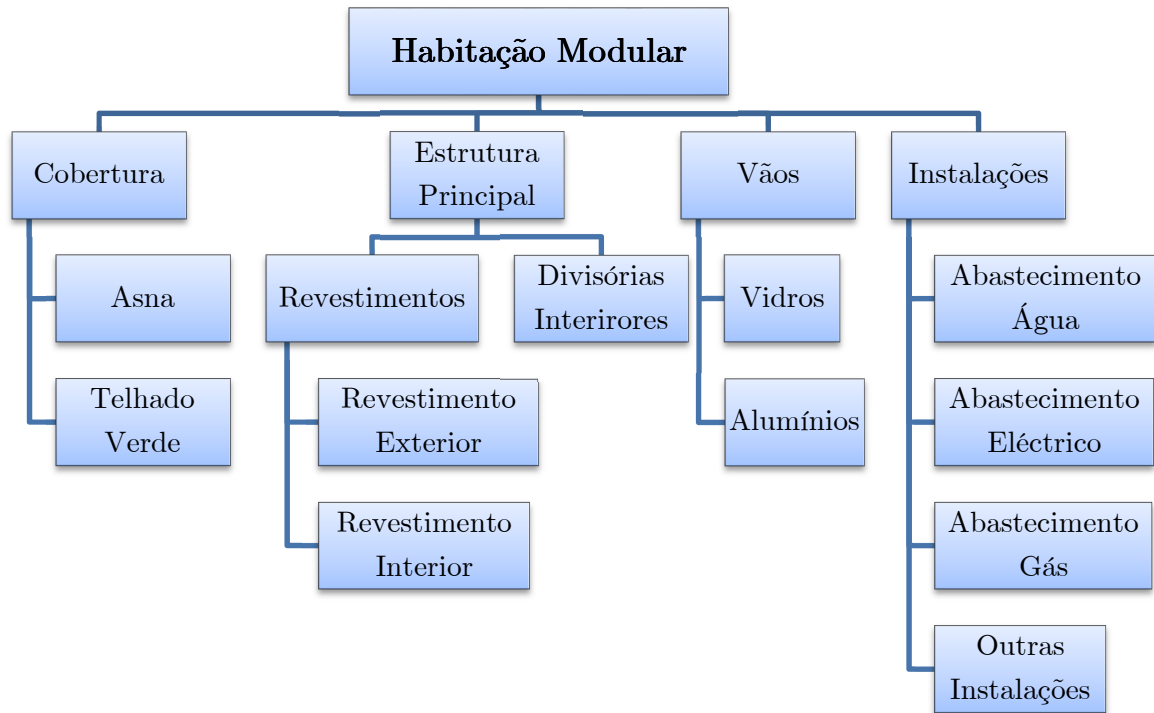 Habitação Modular
Cobertura
Estrutura
Principal
Vãos
Instalações
Asna
Telhado
Verde
Revestimentos
Divisórias
Interirores
Revestimento
Exterior
Revestimento
Interior
Vidros
Alumínios
Abastecimento
Água
Abastecimento
Eléctrico
Abastecimento
Gás
Outras
Instalações